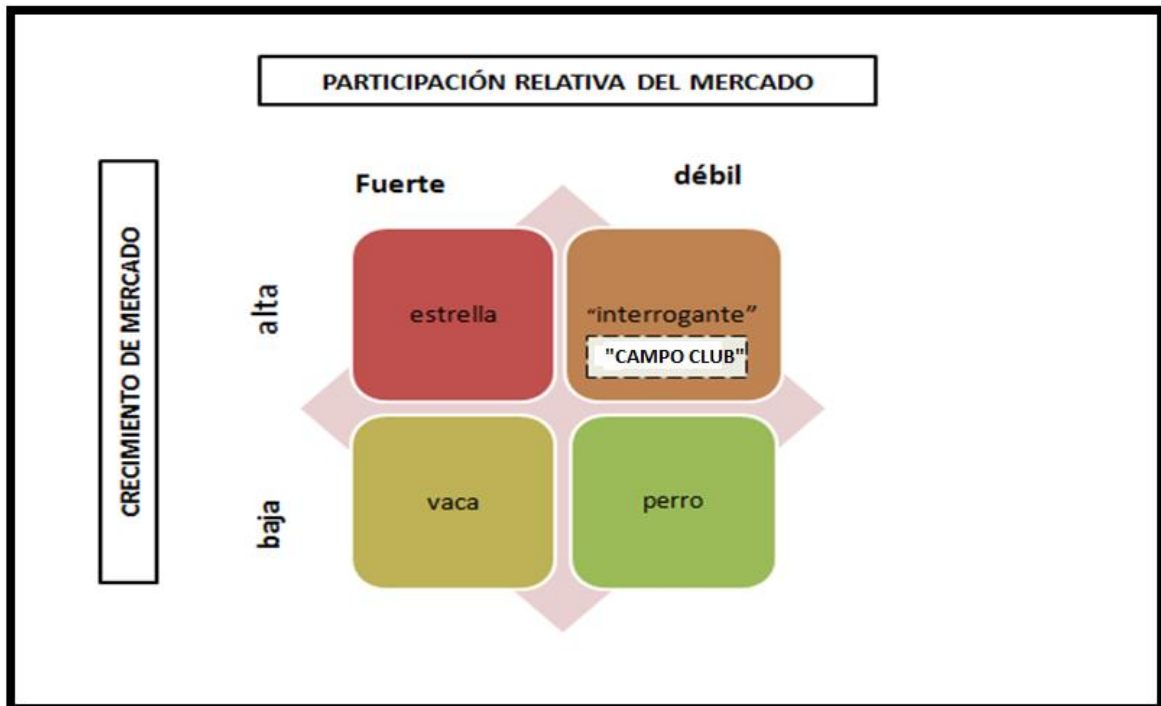 PARTICIPACIÓN RELATIVA DEL MERCADO
Fuerte
débil
CRECIMIENTO DE MERCADO
alta
estrella
“interrogante”
"CAMPO CLUB"
baja
vaca
perro